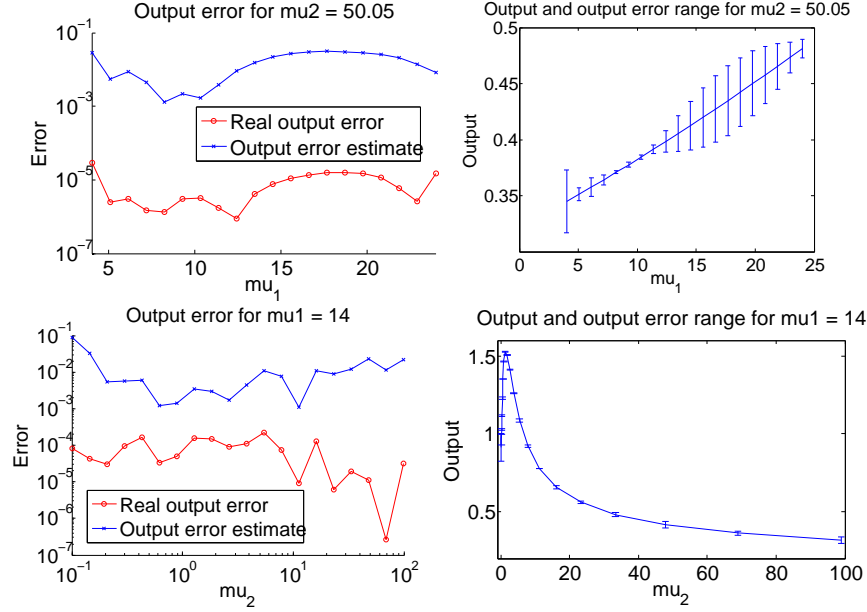 Output error for mu2 = 50.05
10^-1
10^-3
10^-5
10^-7
Error
Real output error
Output error estimate
5
10
15
20
mu_1
Output and output error range for mu2 = 50.05
0.5
0.45
0.4
0.35
Output
0
5
10
15
20
25
mu_1
Output error for mu1 = 14
10^-1
10^-2
10^-3
10^-4
10^-5
10^-6
10^-7
Error
Real output error
Output error estimate
10^-1
10^0
10^1
10^2
mu_2
Output and output error range for mu1 = 14
1.5
1
0.5
Output
0
20
40
60
80
100
mu_2